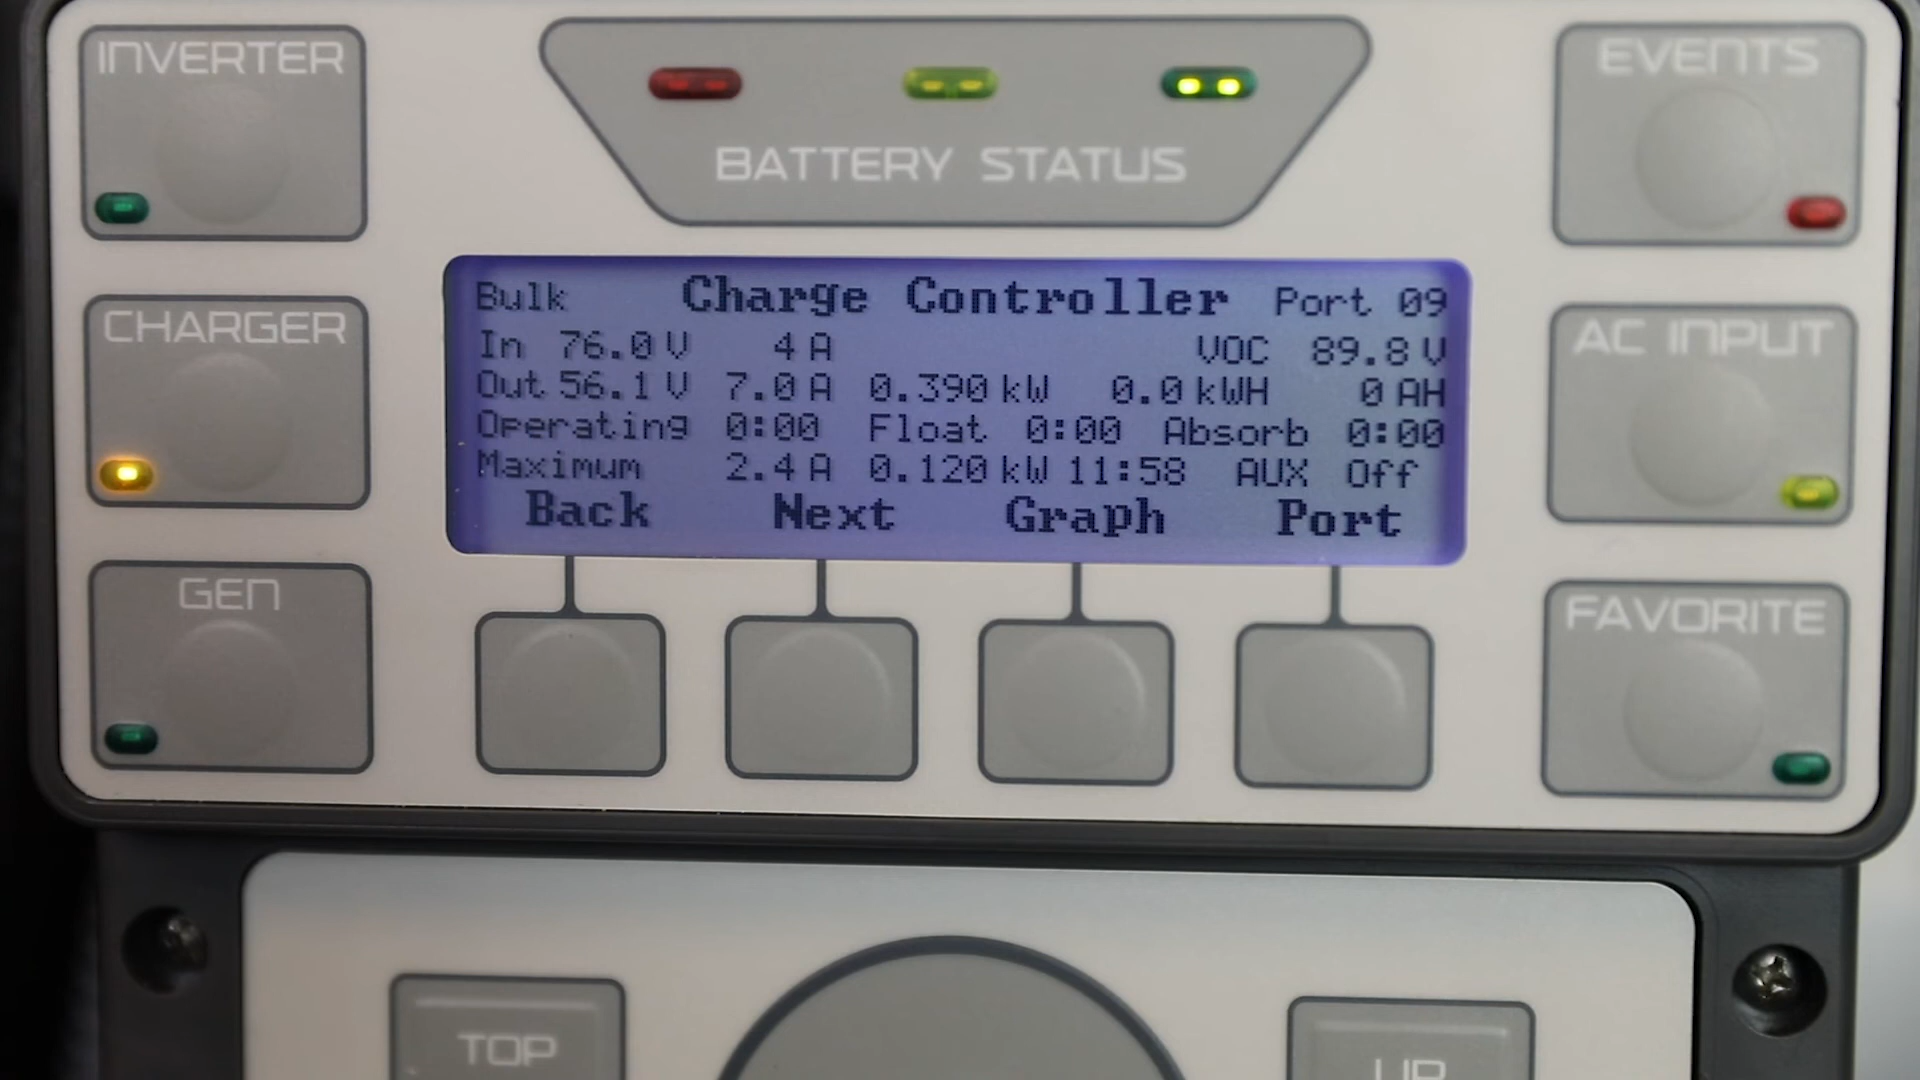 INVERTER
BATTERY STATUS
EVENTS
CHARGER
AC INPUT
GEN
FAVORITE
Bulk Charge Controller Port 09
In 76.0 V 4 A VOC 89.8 V
Out 56.1 V 7.0 A 0.390 kW 0.0 kWH 0 AH
Operating 0:00 Float 0:00 Absorb 0:00
Maximum 2.4 A 0.120 kW 11:58 AUX Off
Back Next Graph Port
TOP
UP